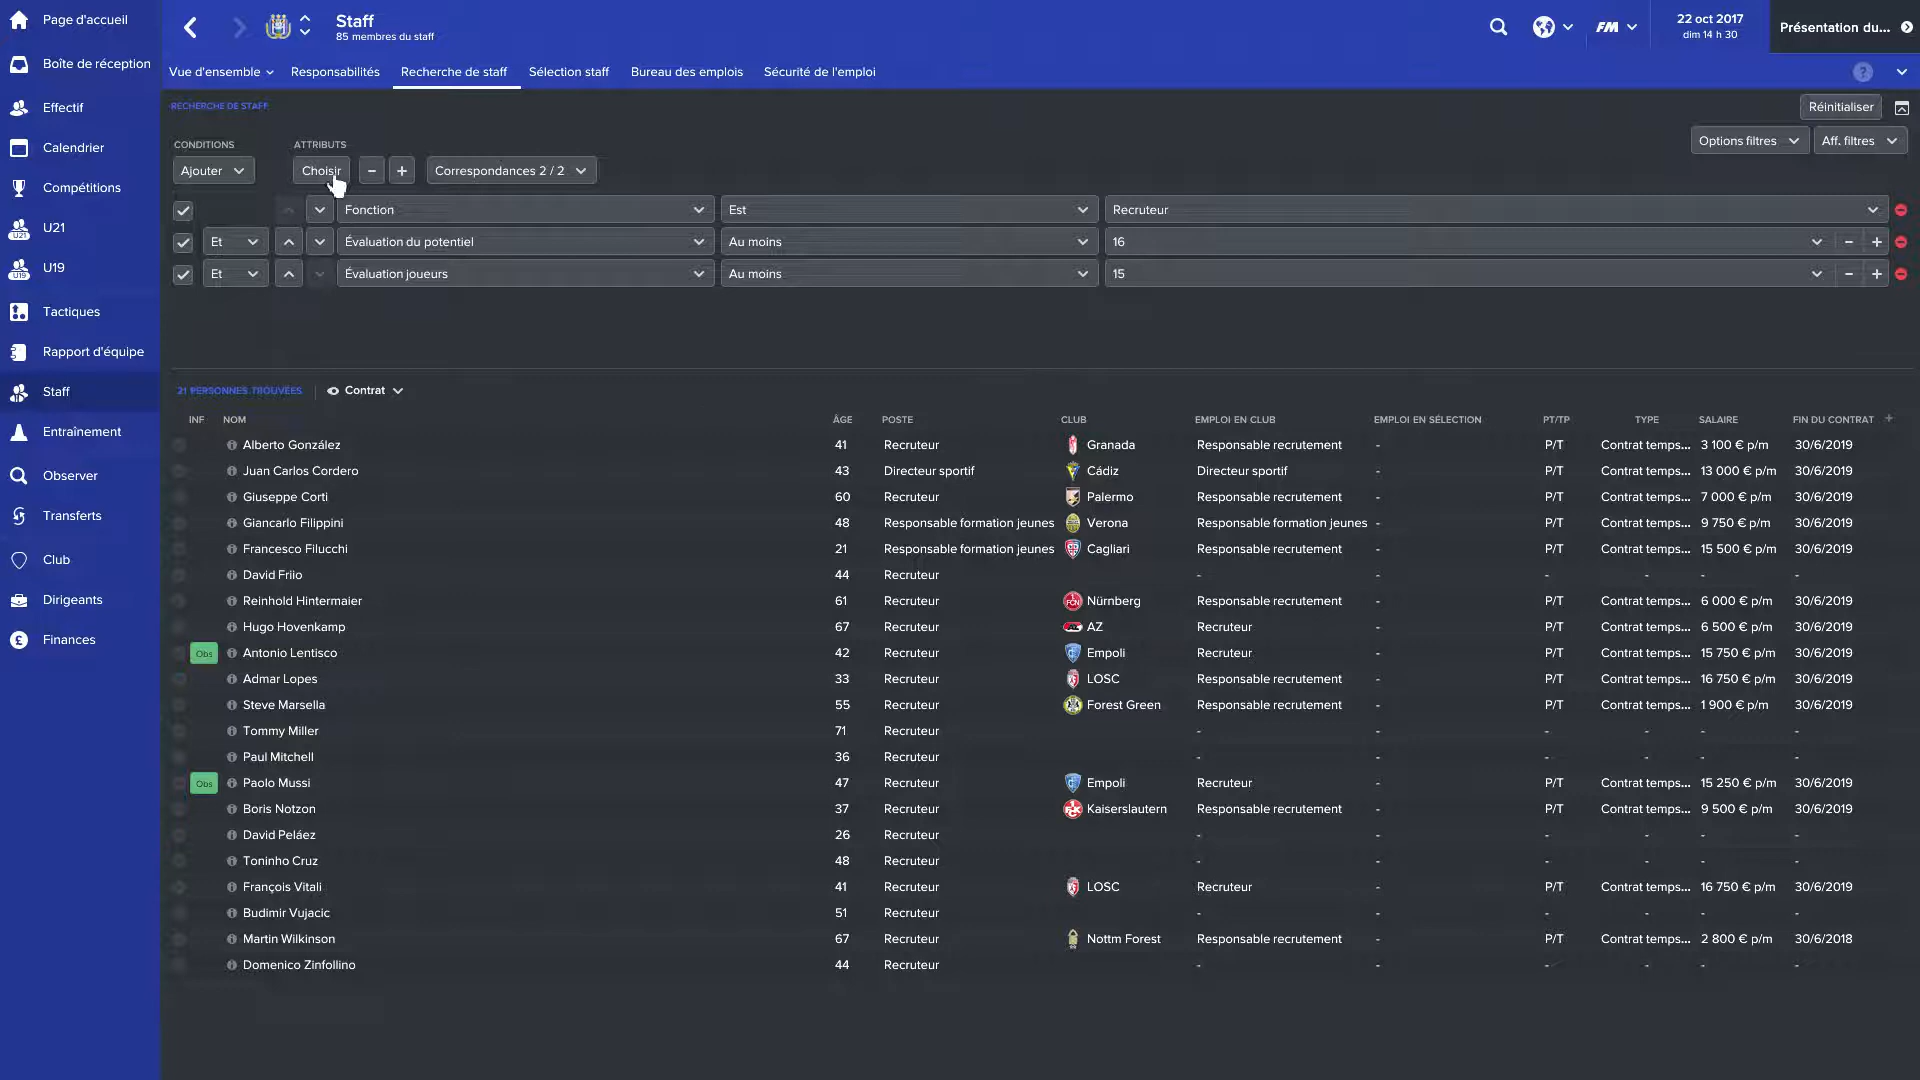 Page d'accueil
Boîte de réception
Effectif
Calendrier
Compétitions
U21
U19
Tactiques
Rapport d'équipe
Staff
Entraînement
Observer
Transferts
Club
Dirigeants
Finances
Staff
85 membres du staff
FM
22 oct 2017
dim 14 h 30
Présentation du...
Vue d'ensemble Responsabilités Recherche de staff Sélection staff Bureau des emplois Sécurité de l'emploi
?
RECHERCHE DE STAFF
Réinitialiser
CONDITIONS ATTRIBUTS
Options filtres Aff. filtres
Ajouter Choisir - + Correspondances 2 / 2
Fonction Est Recruteur
Et Évaluation du potentiel Au moins 16 - +
Et Évaluation joueurs Au moins 15 - +
21 PERSONNES TROUVÉES Contrat
INF NOM ÂGE POSTE CLUB EMPLOI EN CLUB EMPLOI EN SÉLECTION PT/TP TYPE SALAIRE FIN DU CONTRAT +
Alberto González 41 Recruteur Granada Responsable recrutement - P/T Contrat temps... 3 100 € p/m 30/6/2019
Juan Carlos Cordero 43 Directeur sportif Cádiz Directeur sportif - P/T Contrat temps... 13 000 € p/m 30/6/2019
Giuseppe Corti 60 Recruteur Palermo Responsable recrutement - P/T Contrat temps... 7 000 € p/m 30/6/2019
Giancarlo Filippini 48 Responsable formation jeunes Verona Responsable formation jeunes - P/T Contrat temps... 9 750 € p/m 30/6/2019
Francesco Filucchi 21 Responsable formation jeunes Cagliari Responsable recrutement - P/T Contrat temps... 15 500 € p/m 30/6/2019
David Friio 44 Recruteur - - - - - -
Reinhold Hintermaier 61 Recruteur Nürnberg Responsable recrutement - P/T Contrat temps... 6 000 € p/m 30/6/2019
Hugo Hovenkamp 67 Recruteur AZ Recruteur - P/T Contrat temps... 6 500 € p/m 30/6/2019
Obs Antonio Lentisco 42 Recruteur Empoli Recruteur - P/T Contrat temps... 15 750 € p/m 30/6/2019
Admar Lopes 33 Recruteur LOSC Responsable recrutement - P/T Contrat temps... 16 750 € p/m 30/6/2019
Steve Marsella 55 Recruteur Forest Green Responsable recrutement - P/T Contrat temps... 1 900 € p/m 30/6/2019
Tommy Miller 71 Recruteur - - - - - -
Paul Mitchell 36 Recruteur - - - - - -
Obs Paolo Mussi 47 Recruteur Empoli Recruteur - P/T Contrat temps... 15 250 € p/m 30/6/2019
Boris Notzon 37 Recruteur Kaiserslautern Responsable recrutement - P/T Contrat temps... 9 500 € p/m 30/6/2019
David Peláez 26 Recruteur - - - - - -
Toninho Cruz 48 Recruteur - - - - - -
François Vitali 41 Recruteur LOSC Recruteur - P/T Contrat temps... 16 750 € p/m 30/6/2019
Budimir Vujacic 51 Recruteur - - - - - -
Martin Wilkinson 67 Recruteur Nottm Forest Responsable recrutement - P/T Contrat temps... 2 800 € p/m 30/6/2018
Domenico Zinfollino 44 Recruteur - - - - - -